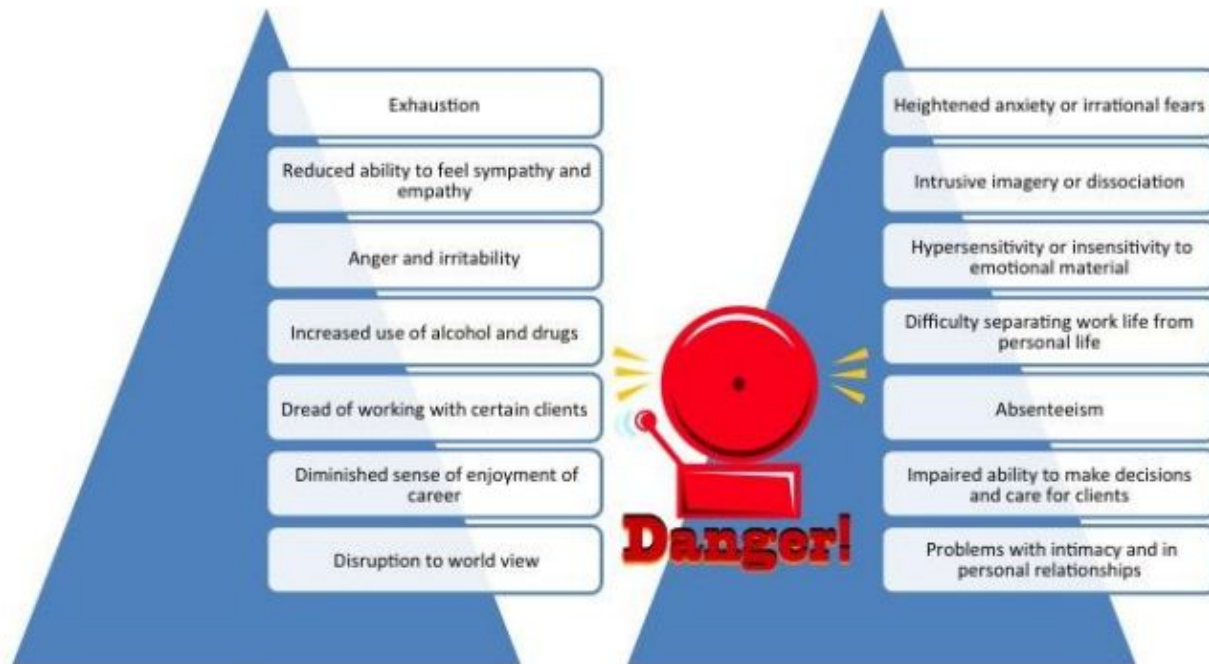 Exhaustion
Reduced ability to feel sympathy and
empathy
Anger and irritability
Increased use of alcohol and drugs
Dread of working with certain clients
Diminished sense of enjoyment of
career
Disruption to world view
Danger!
Heightened anxiety or irrational fears
Intrusive imagery or dissociation
Hypersensitivity or insensitivity to
emotional material
Difficulty separating work life from
personal life
Absenteeism
Impaired ability to make decisions
and care for clients
Problems with intimacy and in
personal relationships